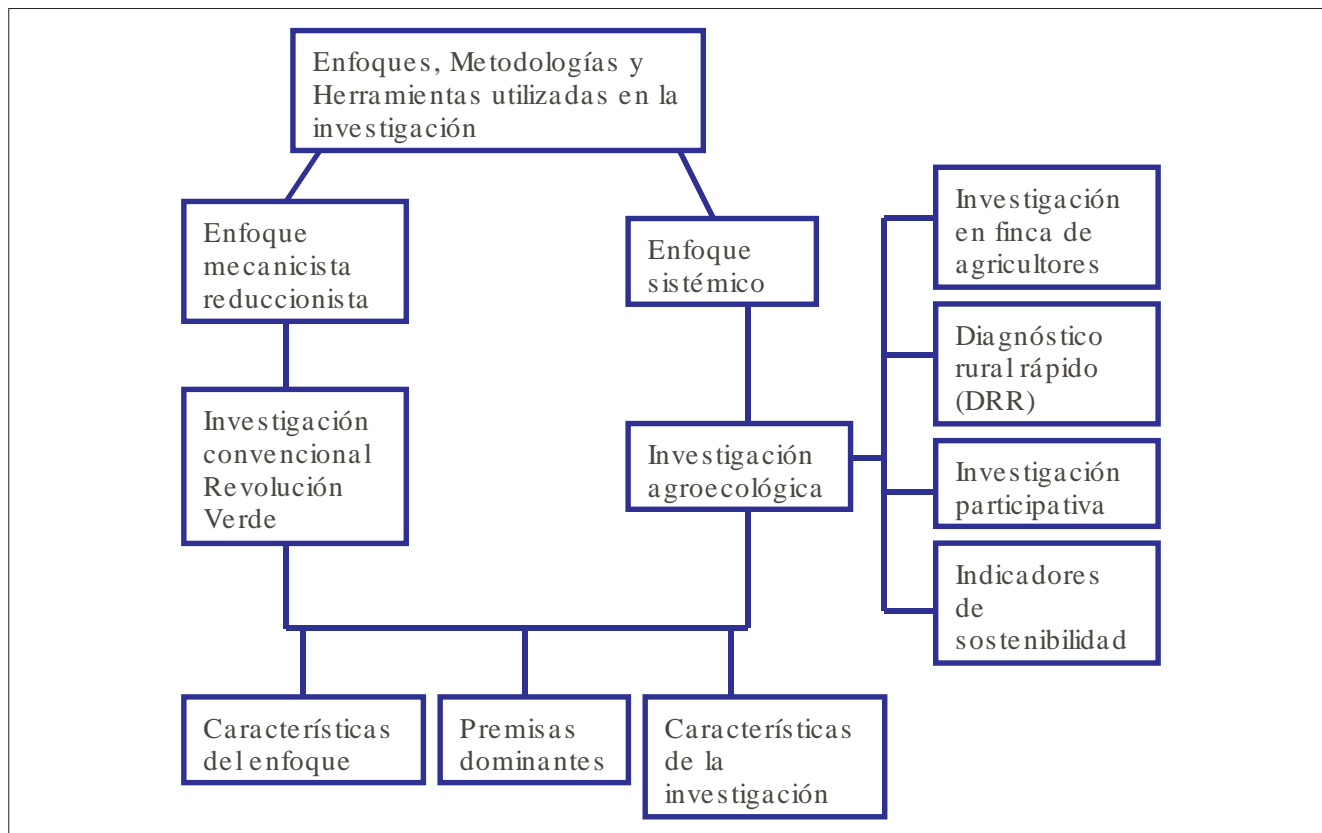 Enfoques, Metodologías y
Herramientas utilizadas en la
investigación
Enfoque
mecanicista
reduccionista
Enfoque
sistémico
Investigación
en finca de
agricultores
Diagnóstico
rural rápido
(DRR)
Investigación
convencional
Revolución
Verde
Investigación
agroecológica
Investigación
participativa
Indicadores
de
sostenibilidad
Característícas
del enfoque
Premisas
dominantes
Característícas
de la
investigación